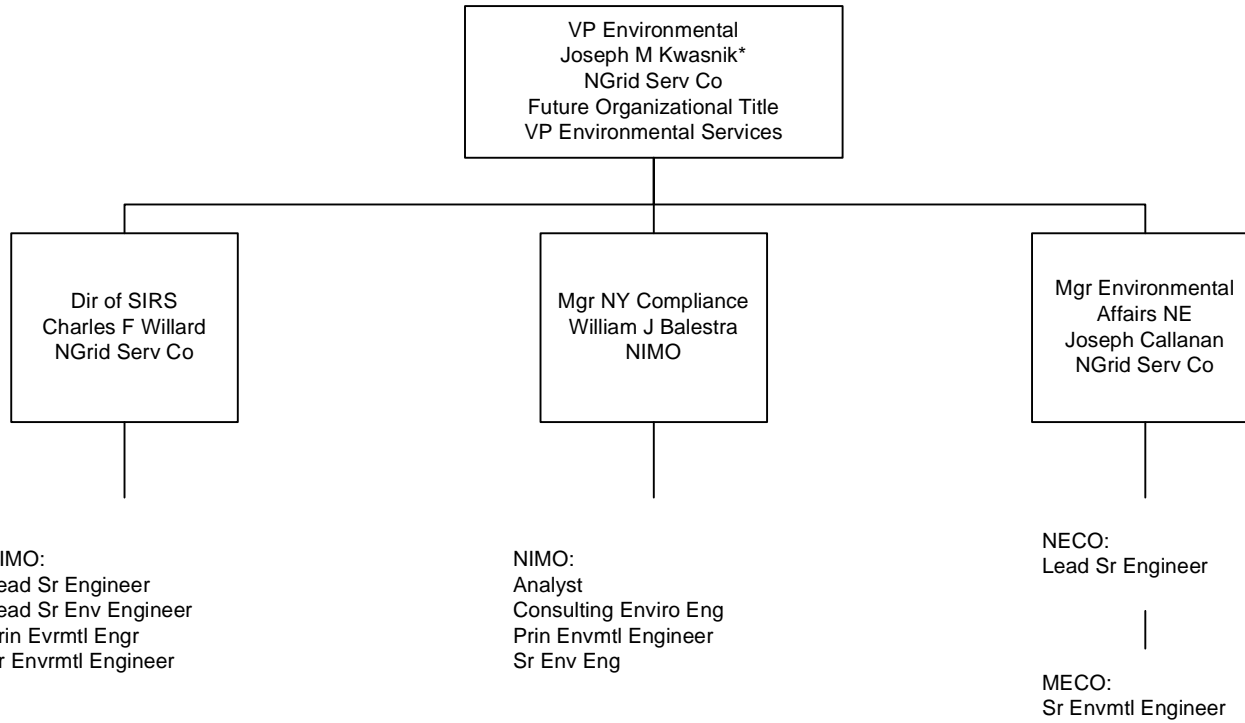 VP Environmental
Joseph M Kwasnik*
NGrid Serv Co
Future Organizational Title
VP Environmental Services
Dir of SIRS
Charles F Willard
NGrid Serv Co
Mgr NY Compliance
William J Balestra
NIMO
Mgr Environmental
Affairs NE
Joseph Callanan
NGrid Serv Co
IMO:
ead Sr Engineer
ead Sr Env Engineer
rin Evrmtl Engr
r Envrmtl Engineer
NIMO:
Analyst
Consulting Enviro Eng
Prin Envmtl Engineer
Sr Env Eng
NECO:
Lead Sr Engineer
MECO:
Sr Envmtl Engineer